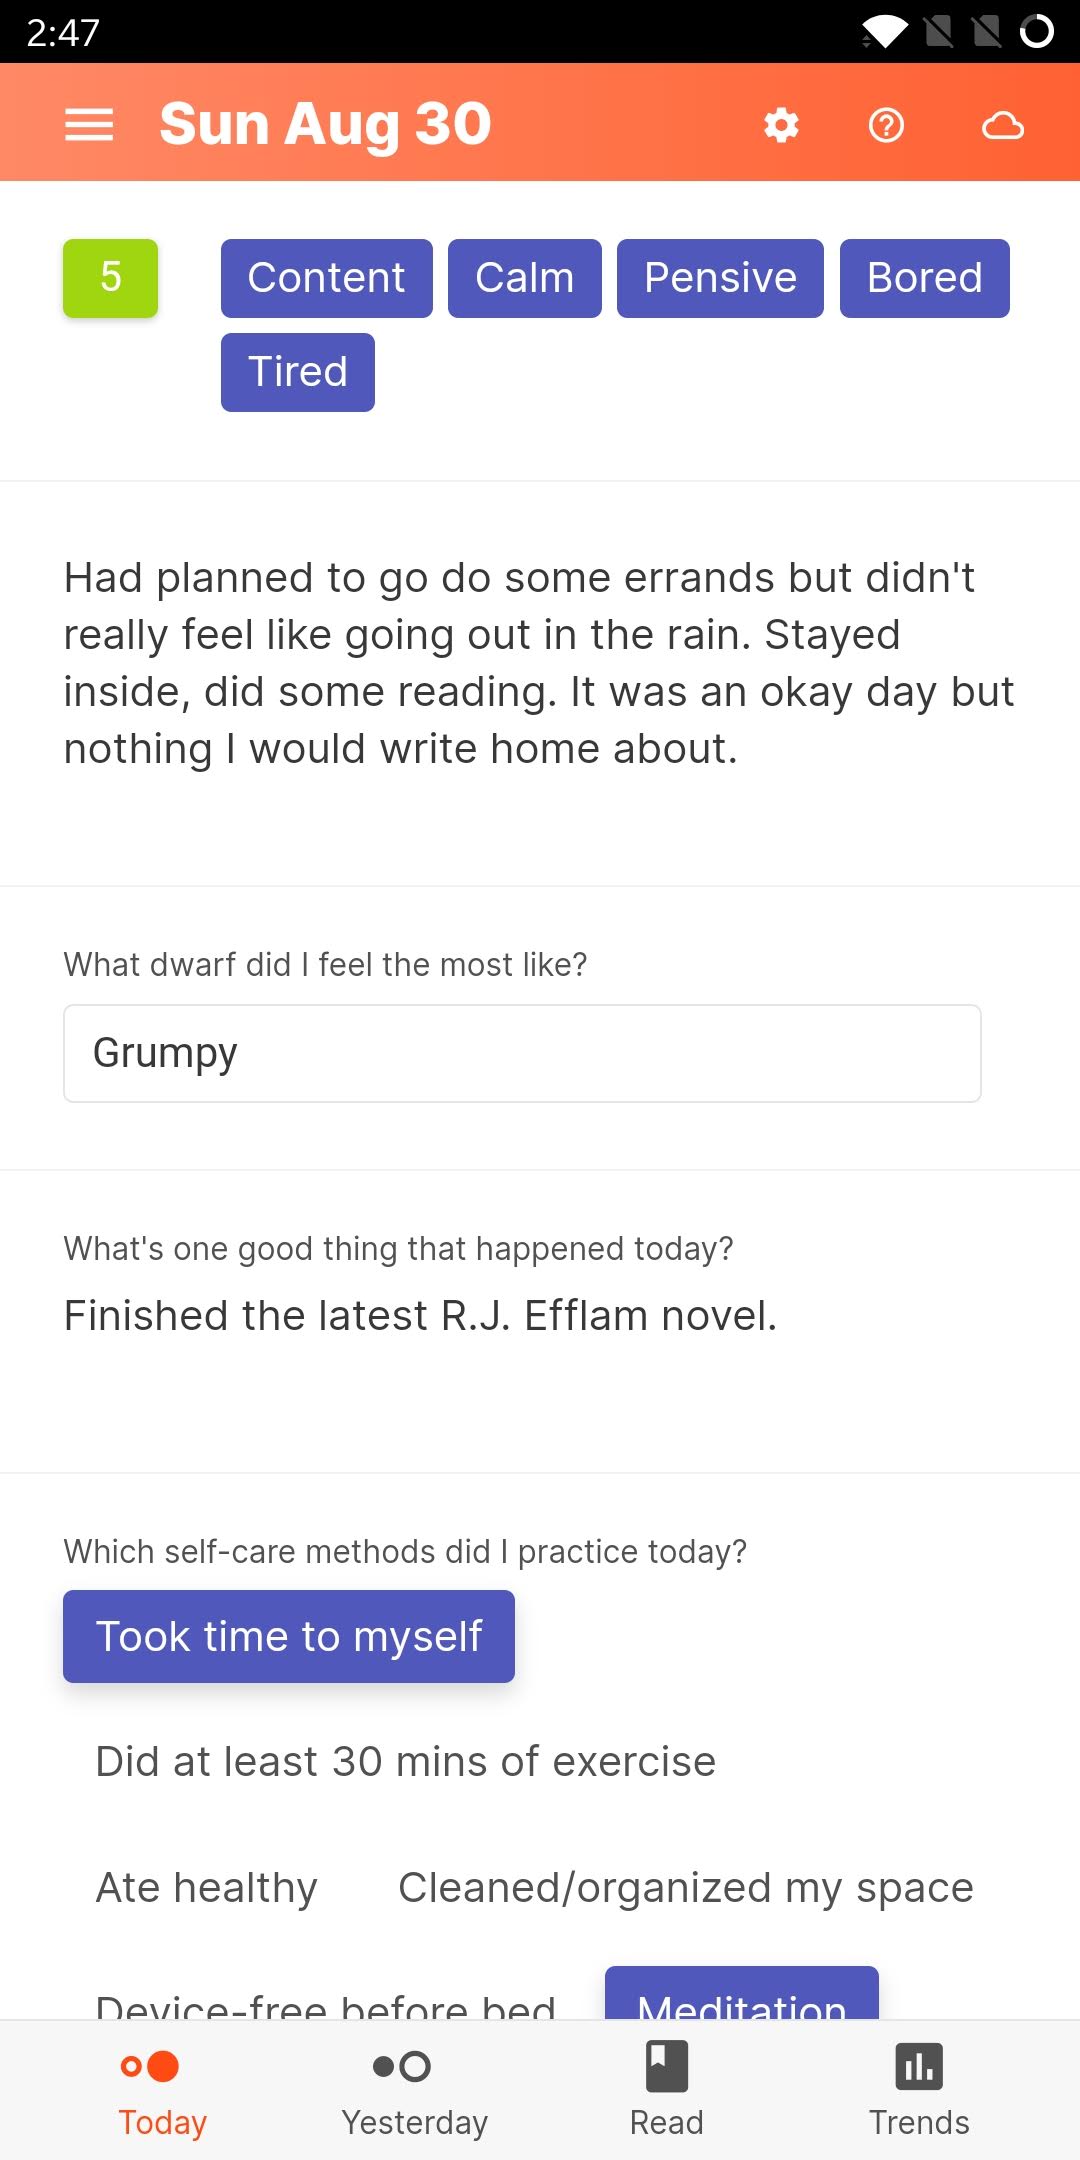 2:47
Sun Aug 30
5 Content Calm Pensive Bored
Tired
Had planned to go do some errands but didn't
really feel like going out in the rain. Stayed
inside, did some reading. It was an okay day but
nothing I would write home about.
What dwarf did I feel the most like?
Grumpy
What's one good thing that happened today?
Finished the latest R.J. Efflam novel.
Which self-care methods did I practice today?
Took time to myself
Did at least 30 mins of exercise
Ate healthy Cleaned/organized my space
Device-free before bed Meditation
Today Yesterday Read Trends